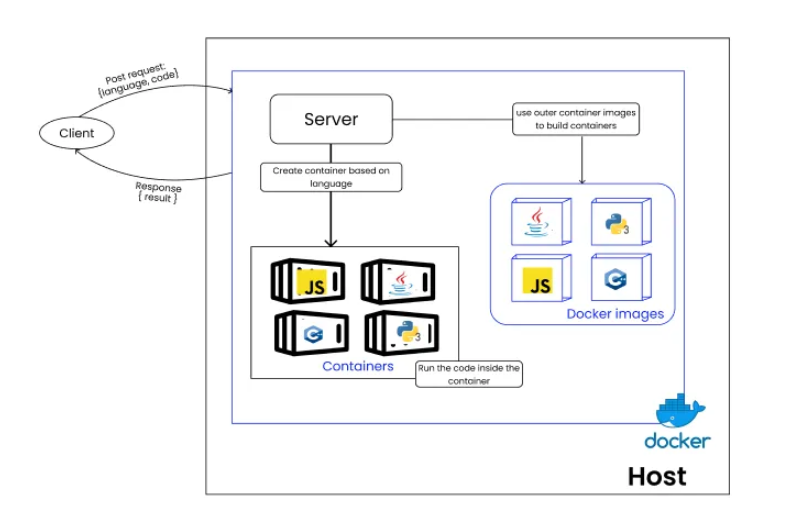 Post request:
{language, code}
Client
Response
{ result }
Server
use outer container images
to build containers
Create container based on
language
3
JS
JS
3
Docker images
Containers
Run the code inside the
container
docker
Host